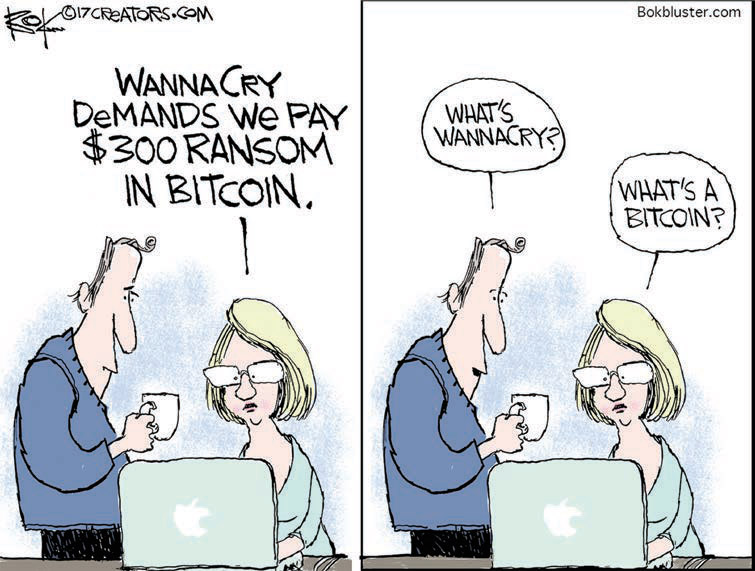 Bok ©17 CREATORS.COM
WANNACRY
DeMANDS We PAY
$300 RANSOM
IN BITCOIN.
Bokbluster.com
WHAT'S
WANNACRY?
WHAT'S A
BITCOIN?